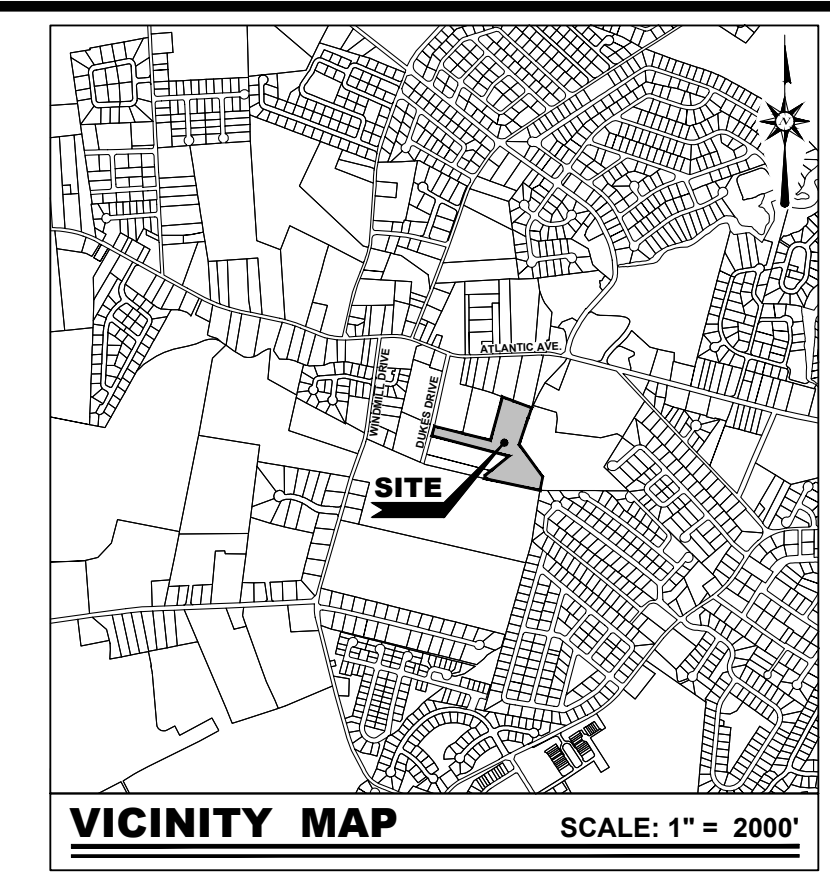 N
ATLANTIC AVE.
WINDMILL DRIVE
DUKES DRIVE
SITE
VICINITY MAP
SCALE: 1" = 2000'